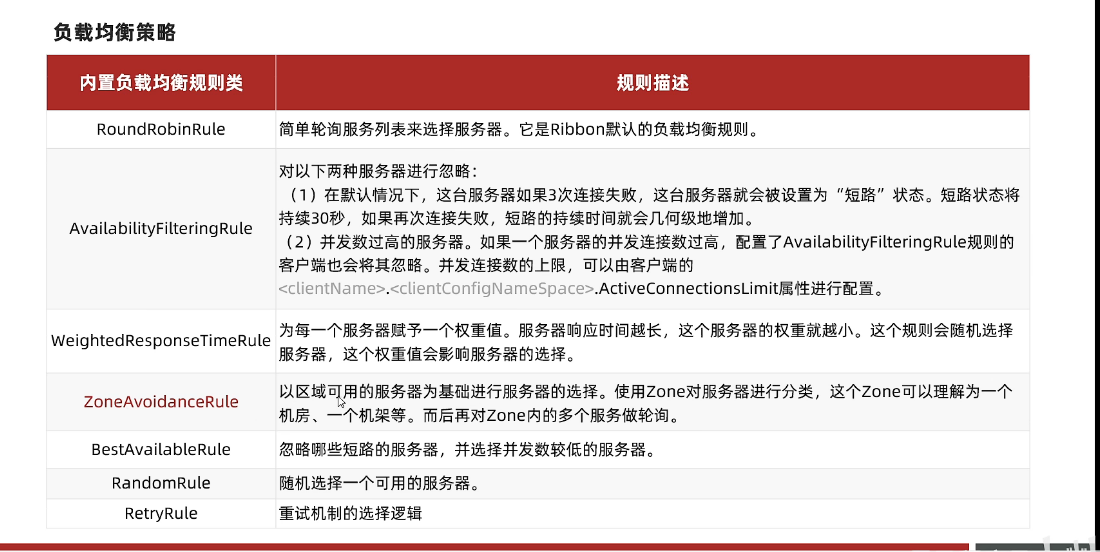 负载均衡策略
内置负载均衡规则类
规则描述
RoundRobinRule
简单轮询服务列表来选择服务器。它是Ribbon默认的负载均衡规则。
AvailabilityFilteringRule
对以下两种服务器进行忽略：
（1）在默认情况下，这台服务器如果3次连接失败，这台服务器就会被设置为“短路”状态。短路状态将
持续30秒，如果再次连接失败，短路的持续时间就会几何级地增加。
（2）并发数过高的服务器。如果一个服务器的并发连接数过高，配置了AvailabilityFilteringRule规则的
客户端也会将其忽略。并发连接数的上限，可以由客户端的
<clientName>.<clientConfigNameSpace>.ActiveConnectionsLimit属性进行配置。
WeightedResponseTimeRule
为每一个服务器赋予一个权重值。服务器响应时间越长，这个服务器的权重就越小。这个规则会随机选择
服务器，这个权重值会影响服务器的选择。
ZoneAvoidanceRule
以区域可用的服务器为基础进行服务器的选择。使用Zone对服务器进行分类，这个Zone可以理解为一个
机房、一个机架等。而后再对Zone内的多个服务做轮询。
BestAvailableRule
忽略哪些短路的服务器，并选择并发数较低的服务器。
RandomRule
随机选择一个可用的服务器。
RetryRule
重试机制的选择逻辑